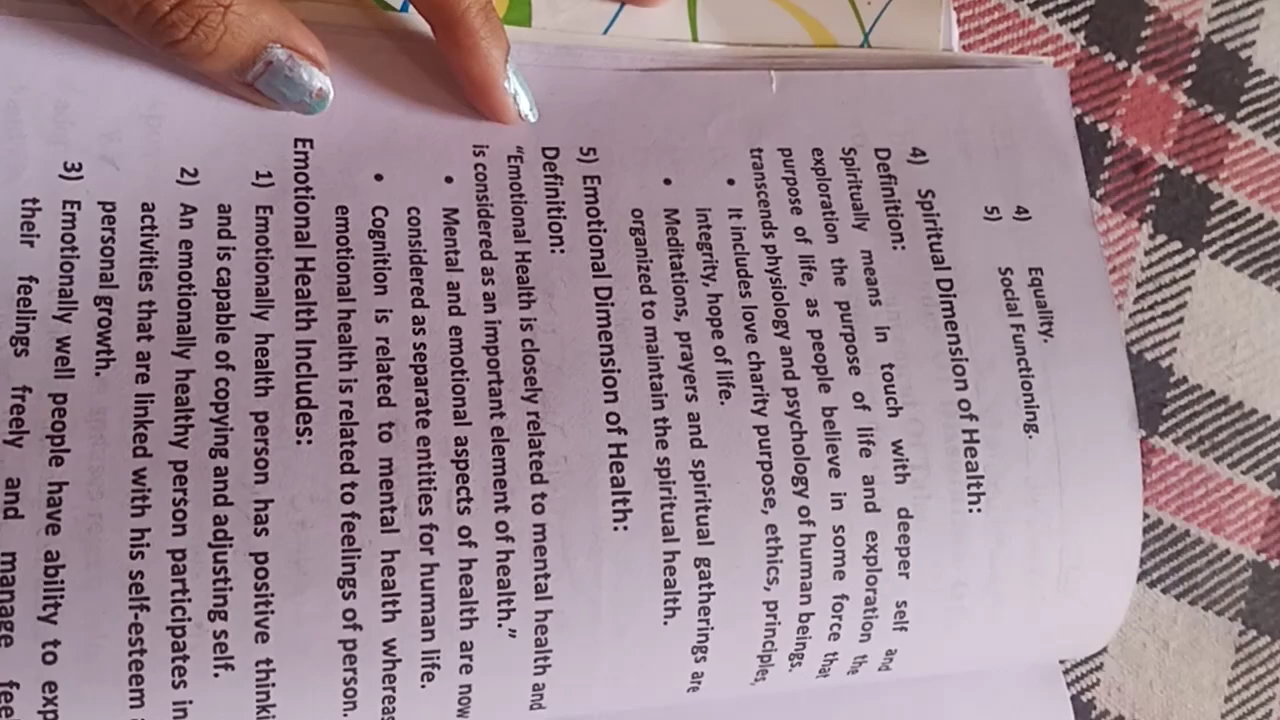 4) Equality.
5) Social Functioning.
4) Spiritual Dimension of Health:
Definition:
Spiritually means in touch with deeper self and
exploration the purpose of life and exploration the
purpose of life, as people believe in some force that
transcends physiology and psychology of human beings.
• It includes love charity purpose, ethics, principles,
integrity, hope of life.
• Meditations, prayers and spiritual gatherings are
organized to maintain the spiritual health.
5) Emotional Dimension of Health:
Definition:
“Emotional Health is closely related to mental health and
is considered as an important element of health.”
• Mental and emotional aspects of health are now
considered as separate entities for human life.
• Cognition is related to mental health whereas
emotional health is related to feelings of person.
Emotional Health Includes:
1) Emotionally health person has positive thinki
and is capable of copying and adjusting self.
2) An emotionally healthy person participates in
activities that are linked with his self-esteem
personal growth.
3) Emotionally well people have ability to exp
their feelings freely and manage fee